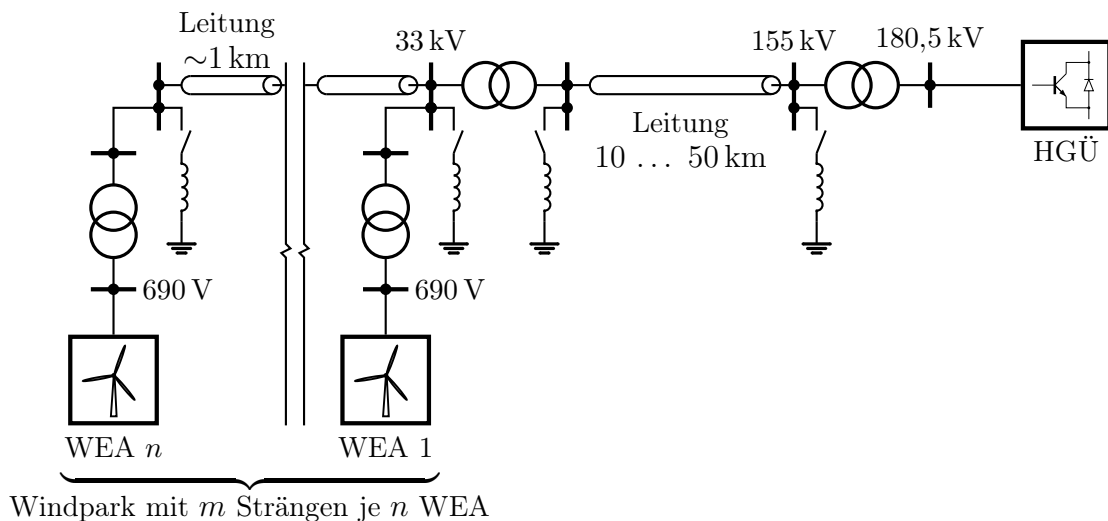 Leitung
∼1 km
33 kV
155 kV
180,5 kV
Leitung
10 … 50 km
HGÜ
690 V
690 V
WEA n
WEA 1
Windpark mit m Strängen je n WEA